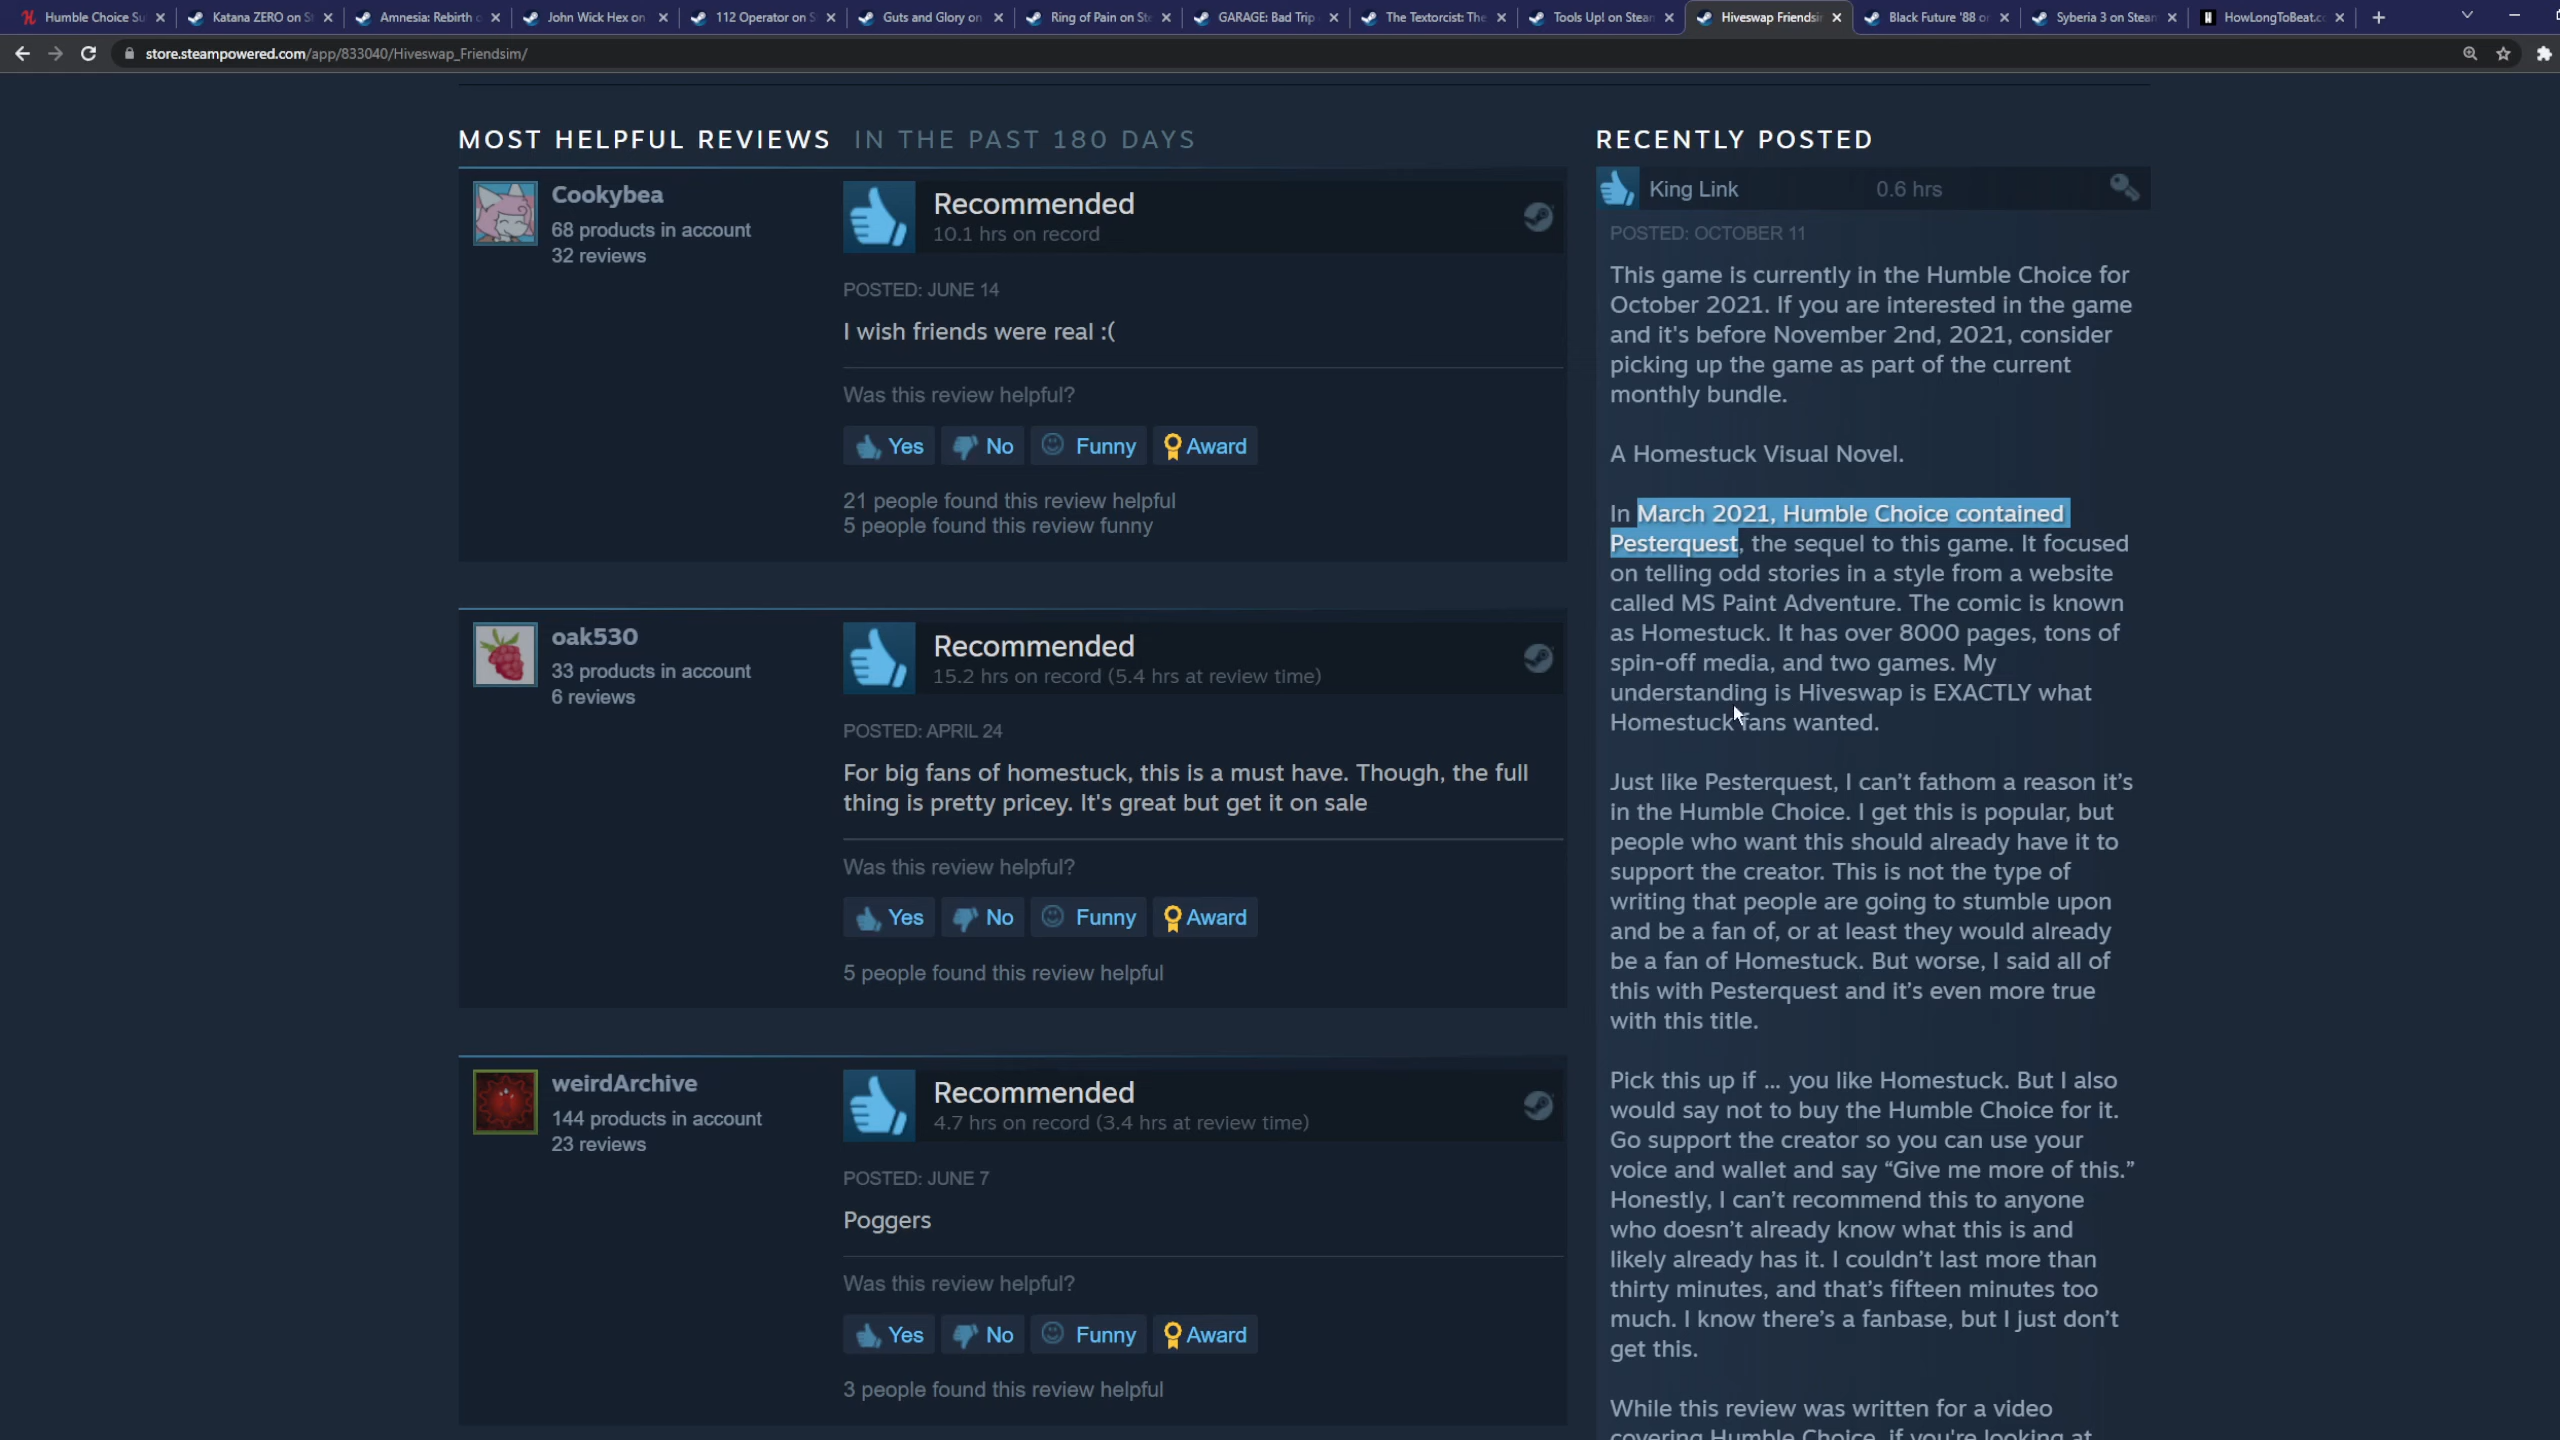 Humble Choice Su
Katana ZERO on S
Amnesia: Rebirth o
John Wick Hex on
112 Operator on S
Guts and Glory on
Ring of Pain on Ste
GARAGE: Bad Trip
The Textorcist: The
Tools Up! on Steam
Hiveswap Friendsi
Black Future '88 on
Syberia 3 on Steam
HowLongToBeat.c
store.steampowered.com/app/833040/Hiveswap_Friendsim/
MOST HELPFUL REVIEWS IN THE PAST 180 DAYS
Cookybea
68 products in account
32 reviews
Recommended
10.1 hrs on record
POSTED: JUNE 14
I wish friends were real :(
Was this review helpful?
Yes No Funny Award
21 people found this review helpful
5 people found this review funny
oak530
33 products in account
6 reviews
Recommended
15.2 hrs on record (5.4 hrs at review time)
POSTED: APRIL 24
For big fans of homestuck, this is a must have. Though, the full
thing is pretty pricey. It's great but get it on sale
Was this review helpful?
Yes No Funny Award
5 people found this review helpful
weirdArchive
144 products in account
23 reviews
Recommended
4.7 hrs on record (3.4 hrs at review time)
POSTED: JUNE 7
Poggers
Was this review helpful?
Yes No Funny Award
3 people found this review helpful
RECENTLY POSTED
King Link 0.6 hrs
POSTED: OCTOBER 11
This game is currently in the Humble Choice for
October 2021. If you are interested in the game
and it's before November 2nd, 2021, consider
picking up the game as part of the current
monthly bundle.
A Homestuck Visual Novel.
In March 2021, Humble Choice contained
Pesterquest, the sequel to this game. It focused
on telling odd stories in a style from a website
called MS Paint Adventure. The comic is known
as Homestuck. It has over 8000 pages, tons of
spin-off media, and two games. My
understanding is Hiveswap is EXACTLY what
Homestuck fans wanted.
Just like Pesterquest, I can't fathom a reason it's
in the Humble Choice. I get this is popular, but
people who want this should already have it to
support the creator. This is not the type of
writing that people are going to stumble upon
and be a fan of, or at least they would already
be a fan of Homestuck. But worse, I said all of
this with Pesterquest and it's even more true
with this title.
Pick this up if ... you like Homestuck. But I also
would say not to buy the Humble Choice for it.
Go support the creator so you can use your
voice and wallet and say “Give me more of this.”
Honestly, I can't recommend this to anyone
who doesn't already know what this is and
likely already has it. I couldn't last more than
thirty minutes, and that's fifteen minutes too
much. I know there's a fanbase, but I just don't
get this.
While this review was written for a video
covering Humble Choice, if you're looking at